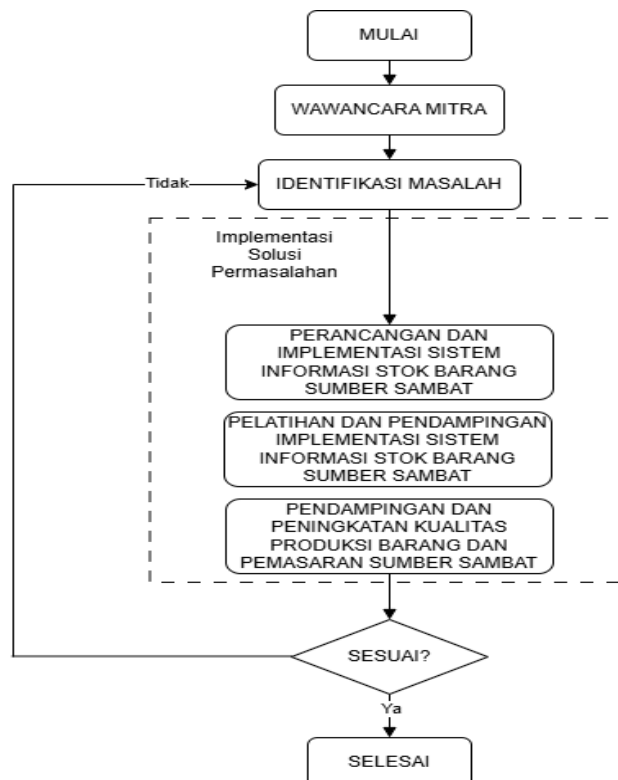 MULAI
WAWANCARA MITRA
Tidak
IDENTIFIKASI MASALAH
Implementasi
Solusi
Permasalahan
PERANCANGAN DAN
IMPLEMENTASI SISTEM
INFORMASI STOK BARANG
SUMBER SAMBAT
PELATIHAN DAN PENDAMPINGAN
IMPLEMENTASI SISTEM
INFORMASI STOK BARANG
SUMBER SAMBAT
PENDAMPINGAN DAN
PENINGKATAN KUALITAS
PRODUKSI BARANG DAN
PEMASARAN SUMBER SAMBAT
SESUAI?
Ya
SELESAI